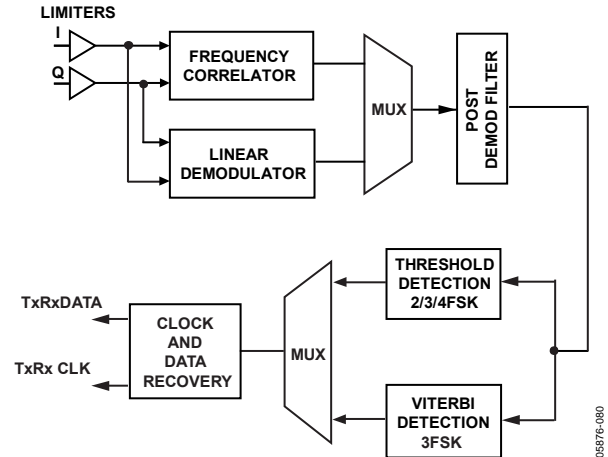 LIMITERS
I
Q
FREQUENCY
CORRELATOR
LINEAR
DEMODULATOR
MUX
POST
DEMOD FILTER
THRESHOLD
DETECTION
2/3/4FSK
VITERBI
DETECTION
3FSK
MUX
CLOCK
AND
DATA
RECOVERY
TxRxDATA
TxRx CLK
05876-080